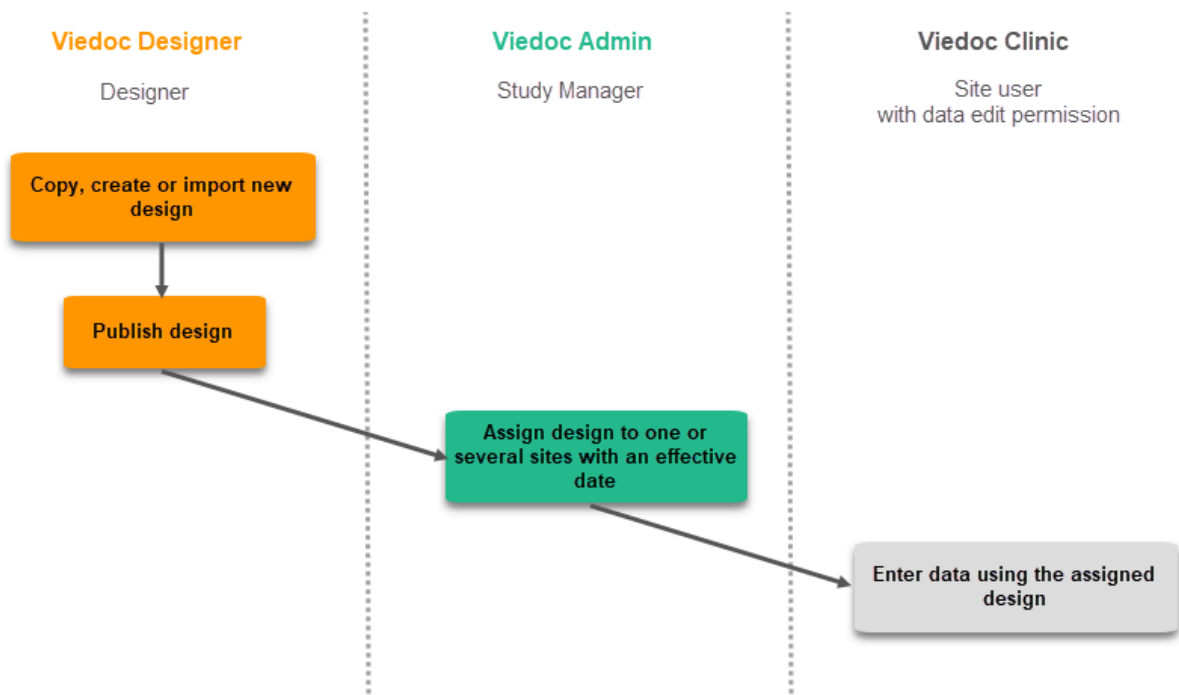 Viedoc Designer
Designer
Viedoc Admin
Study Manager
Viedoc Clinic
Site user
with data edit permission
Copy, create or import new
design
Publish design
Assign design to one or
several sites with an effective
date
Enter data using the assigned
design